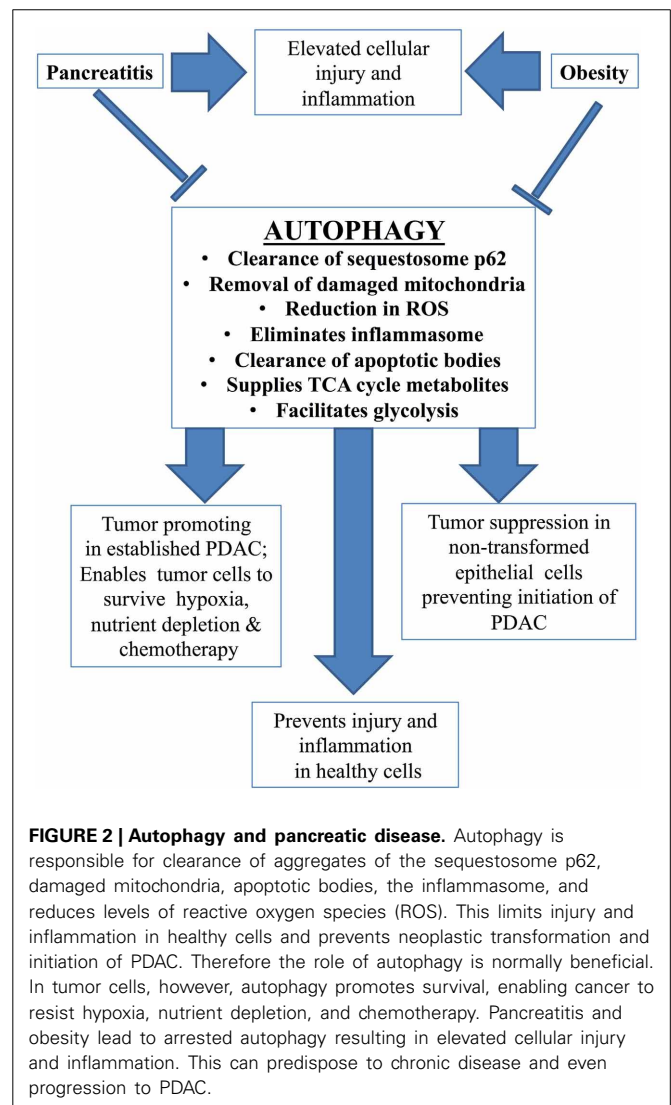 Pancreatitis
Elevated cellular
injury and
inflammation
Obesity
AUTOPHAGY
• Clearance of sequestosome p62
• Removal of damaged mitochondria
• Reduction in ROS
• Eliminates inflammasome
• Clearance of apoptotic bodies
• Supplies TCA cycle metabolites
• Facilitates glycolysis
Tumor promoting
in established PDAC;
Enables tumor cells to
survive hypoxia,
nutrient depletion &
chemotherapy
Tumor suppression in
non-transformed
epithelial cells
preventing initiation of
PDAC
Prevents injury and
inflammation
in healthy cells
FIGURE 2 | Autophagy and pancreatic disease. Autophagy is
responsible for clearance of aggregates of the sequestosome p62,
damaged mitochondria, apoptotic bodies, the inflammasome, and
reduces levels of reactive oxygen species (ROS). This limits injury and
inflammation in healthy cells and prevents neoplastic transformation and
initiation of PDAC. Therefore the role of autophagy is normally beneficial.
In tumor cells, however, autophagy promotes survival, enabling cancer to
resist hypoxia, nutrient depletion, and chemotherapy. Pancreatitis and
obesity lead to arrested autophagy resulting in elevated cellular injury
and inflammation. This can predispose to chronic disease and even
progression to PDAC.